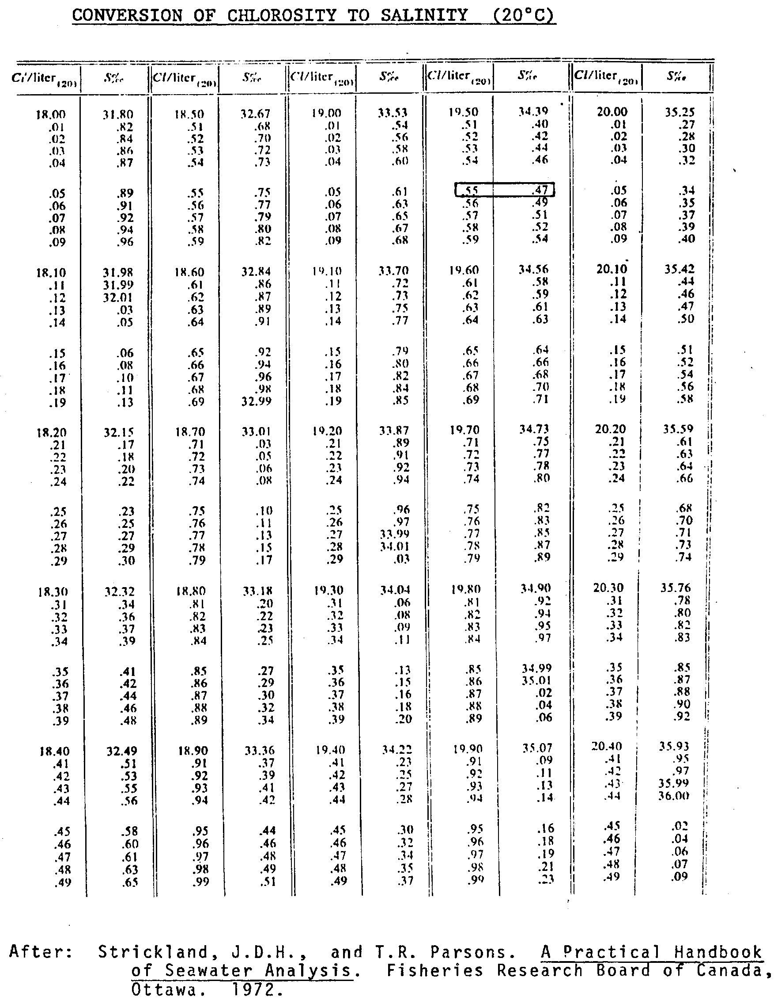 CONVERSION OF CHLOROSITY TO SALINITY (20°C)
Cl/liter(20) S‰ Cl/liter(20) S‰ Cl/liter(20) S‰ Cl/liter(20) S‰ Cl/liter(20) S‰
18.00 31.80 18.50 32.67 19.00 33.53 19.50 34.39 20.00 35.25
.01 .82 .51 .68 .01 .54 .51 .40 .01 .27
.02 .84 .52 .70 .02 .56 .52 .42 .02 .28
.03 .86 .53 .72 .03 .58 .53 .44 .03 .30
.04 .87 .54 .73 .04 .60 .54 .46 .04 .32
.05 .89 .55 .75 .05 .61 .55 .47 .05 .34
.06 .91 .56 .77 .06 .63 .56 .49 .06 .35
.07 .92 .57 .79 .07 .65 .57 .51 .07 .37
.08 .94 .58 .80 .08 .67 .58 .52 .08 .39
.09 .96 .59 .82 .09 .68 .59 .54 .09 .40
18.10 31.98 18.60 32.84 19.10 33.70 19.60 34.56 20.10 35.42
.11 31.99 .61 .86 .11 .72 .61 .58 .11 .44
.12 32.01 .62 .87 .12 .73 .62 .59 .12 .46
.13 .03 .63 .89 .13 .75 .63 .61 .13 .47
.14 .05 .64 .91 .14 .77 .64 .63 .14 .50
.15 .06 .65 .92 .15 .79 .65 .64 .15 .51
.16 .08 .66 .94 .16 .80 .66 .66 .16 .52
.17 .10 .67 .96 .17 .82 .67 .68 .17 .54
.18 .11 .68 .98 .18 .84 .68 .70 .18 .56
.19 .13 .69 32.99 .19 .85 .69 .71 .19 .58
18.20 32.15 18.70 33.01 19.20 33.87 19.70 34.73 20.20 35.59
.21 .17 .71 .03 .21 .89 .71 .75 .21 .61
.22 .18 .72 .05 .22 .91 .72 .77 .22 .63
.23 .20 .73 .06 .23 .92 .73 .78 .23 .64
.24 .22 .74 .08 .24 .94 .74 .80 .24 .66
.25 .23 .75 .10 .25 .96 .75 .82 .25 .68
.26 .25 .76 .11 .26 .97 .76 .83 .26 .70
.27 .27 .77 .13 .27 33.99 .77 .85 .27 .71
.28 .29 .78 .15 .28 34.01 .78 .87 .28 .73
.29 .30 .79 .17 .29 .03 .79 .89 .29 .74
18.30 32.32 18.80 33.18 19.30 34.04 19.80 34.90 20.30 35.76
.31 .34 .81 .20 .31 .06 .81 .92 .31 .78
.32 .36 .82 .22 .32 .08 .82 .94 .32 .80
.33 .37 .83 .23 .33 .09 .83 .95 .33 .82
.34 .39 .84 .25 .34 .11 .84 .97 .34 .83
.35 .41 .85 .27 .35 .13 .85 34.99 .35 .85
.36 .42 .86 .29 .36 .15 .86 35.01 .36 .87
.37 .44 .87 .30 .37 .16 .87 .02 .37 .88
.38 .46 .88 .32 .38 .18 .88 .04 .38 .90
.39 .48 .89 .34 .39 .20 .89 .06 .39 .92
18.40 32.49 18.90 33.36 19.40 34.22 19.90 35.07 20.40 35.93
.41 .51 .91 .37 .41 .23 .91 .09 .41 .95
.42 .53 .92 .39 .42 .25 .92 .11 .42 .97
.43 .55 .93 .41 .43 .27 .93 .13 .43 35.99
.44 .56 .94 .42 .44 .28 .94 .14 .44 36.00
.45 .58 .95 .44 .45 .30 .95 .16 .45 .02
.46 .60 .96 .46 .46 .32 .96 .18 .46 .04
.47 .61 .97 .48 .47 .34 .97 .19 .47 .06
.48 .63 .98 .49 .48 .35 .98 .21 .48 .07
.49 .65 .99 .51 .49 .37 .99 .23 .49 .09
After: Strickland, J.D.H., and T.R. Parsons. A Practical Handbook
of Seawater Analysis. Fisheries Research Board of Canada,
Ottawa. 1972.